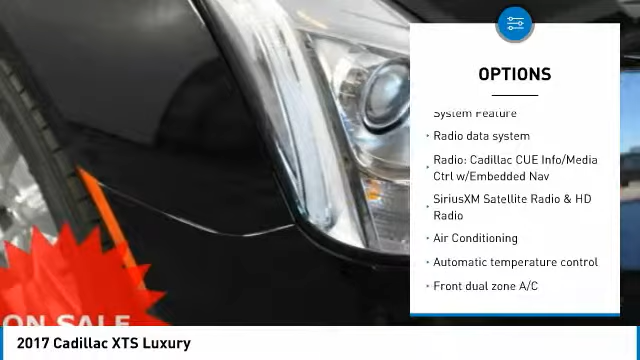 OPTIONS
System Feature
Radio data system
Radio: Cadillac CUE Info/Media
Ctrl w/Embedded Nav
SiriusXM Satellite Radio & HD
Radio
Air Conditioning
Automatic temperature control
Front dual zone A/C
ON SALE
2017 Cadillac XTS Luxury